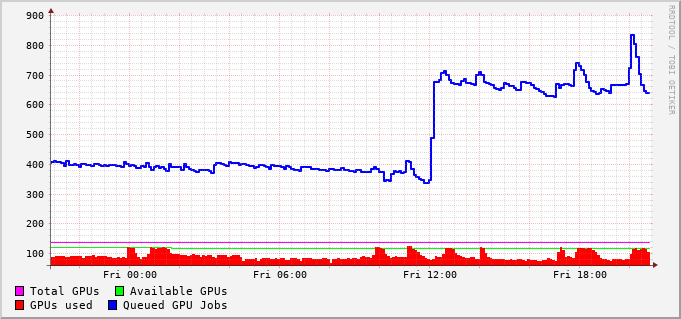 900
800
700
600
500
400
300
200
100
Fri 00:00 Fri 06:00 Fri 12:00 Fri 18:00
Total GPUs Available GPUs
GPUs used Queued GPU Jobs
RRDTOOL / TOBI OETIKER